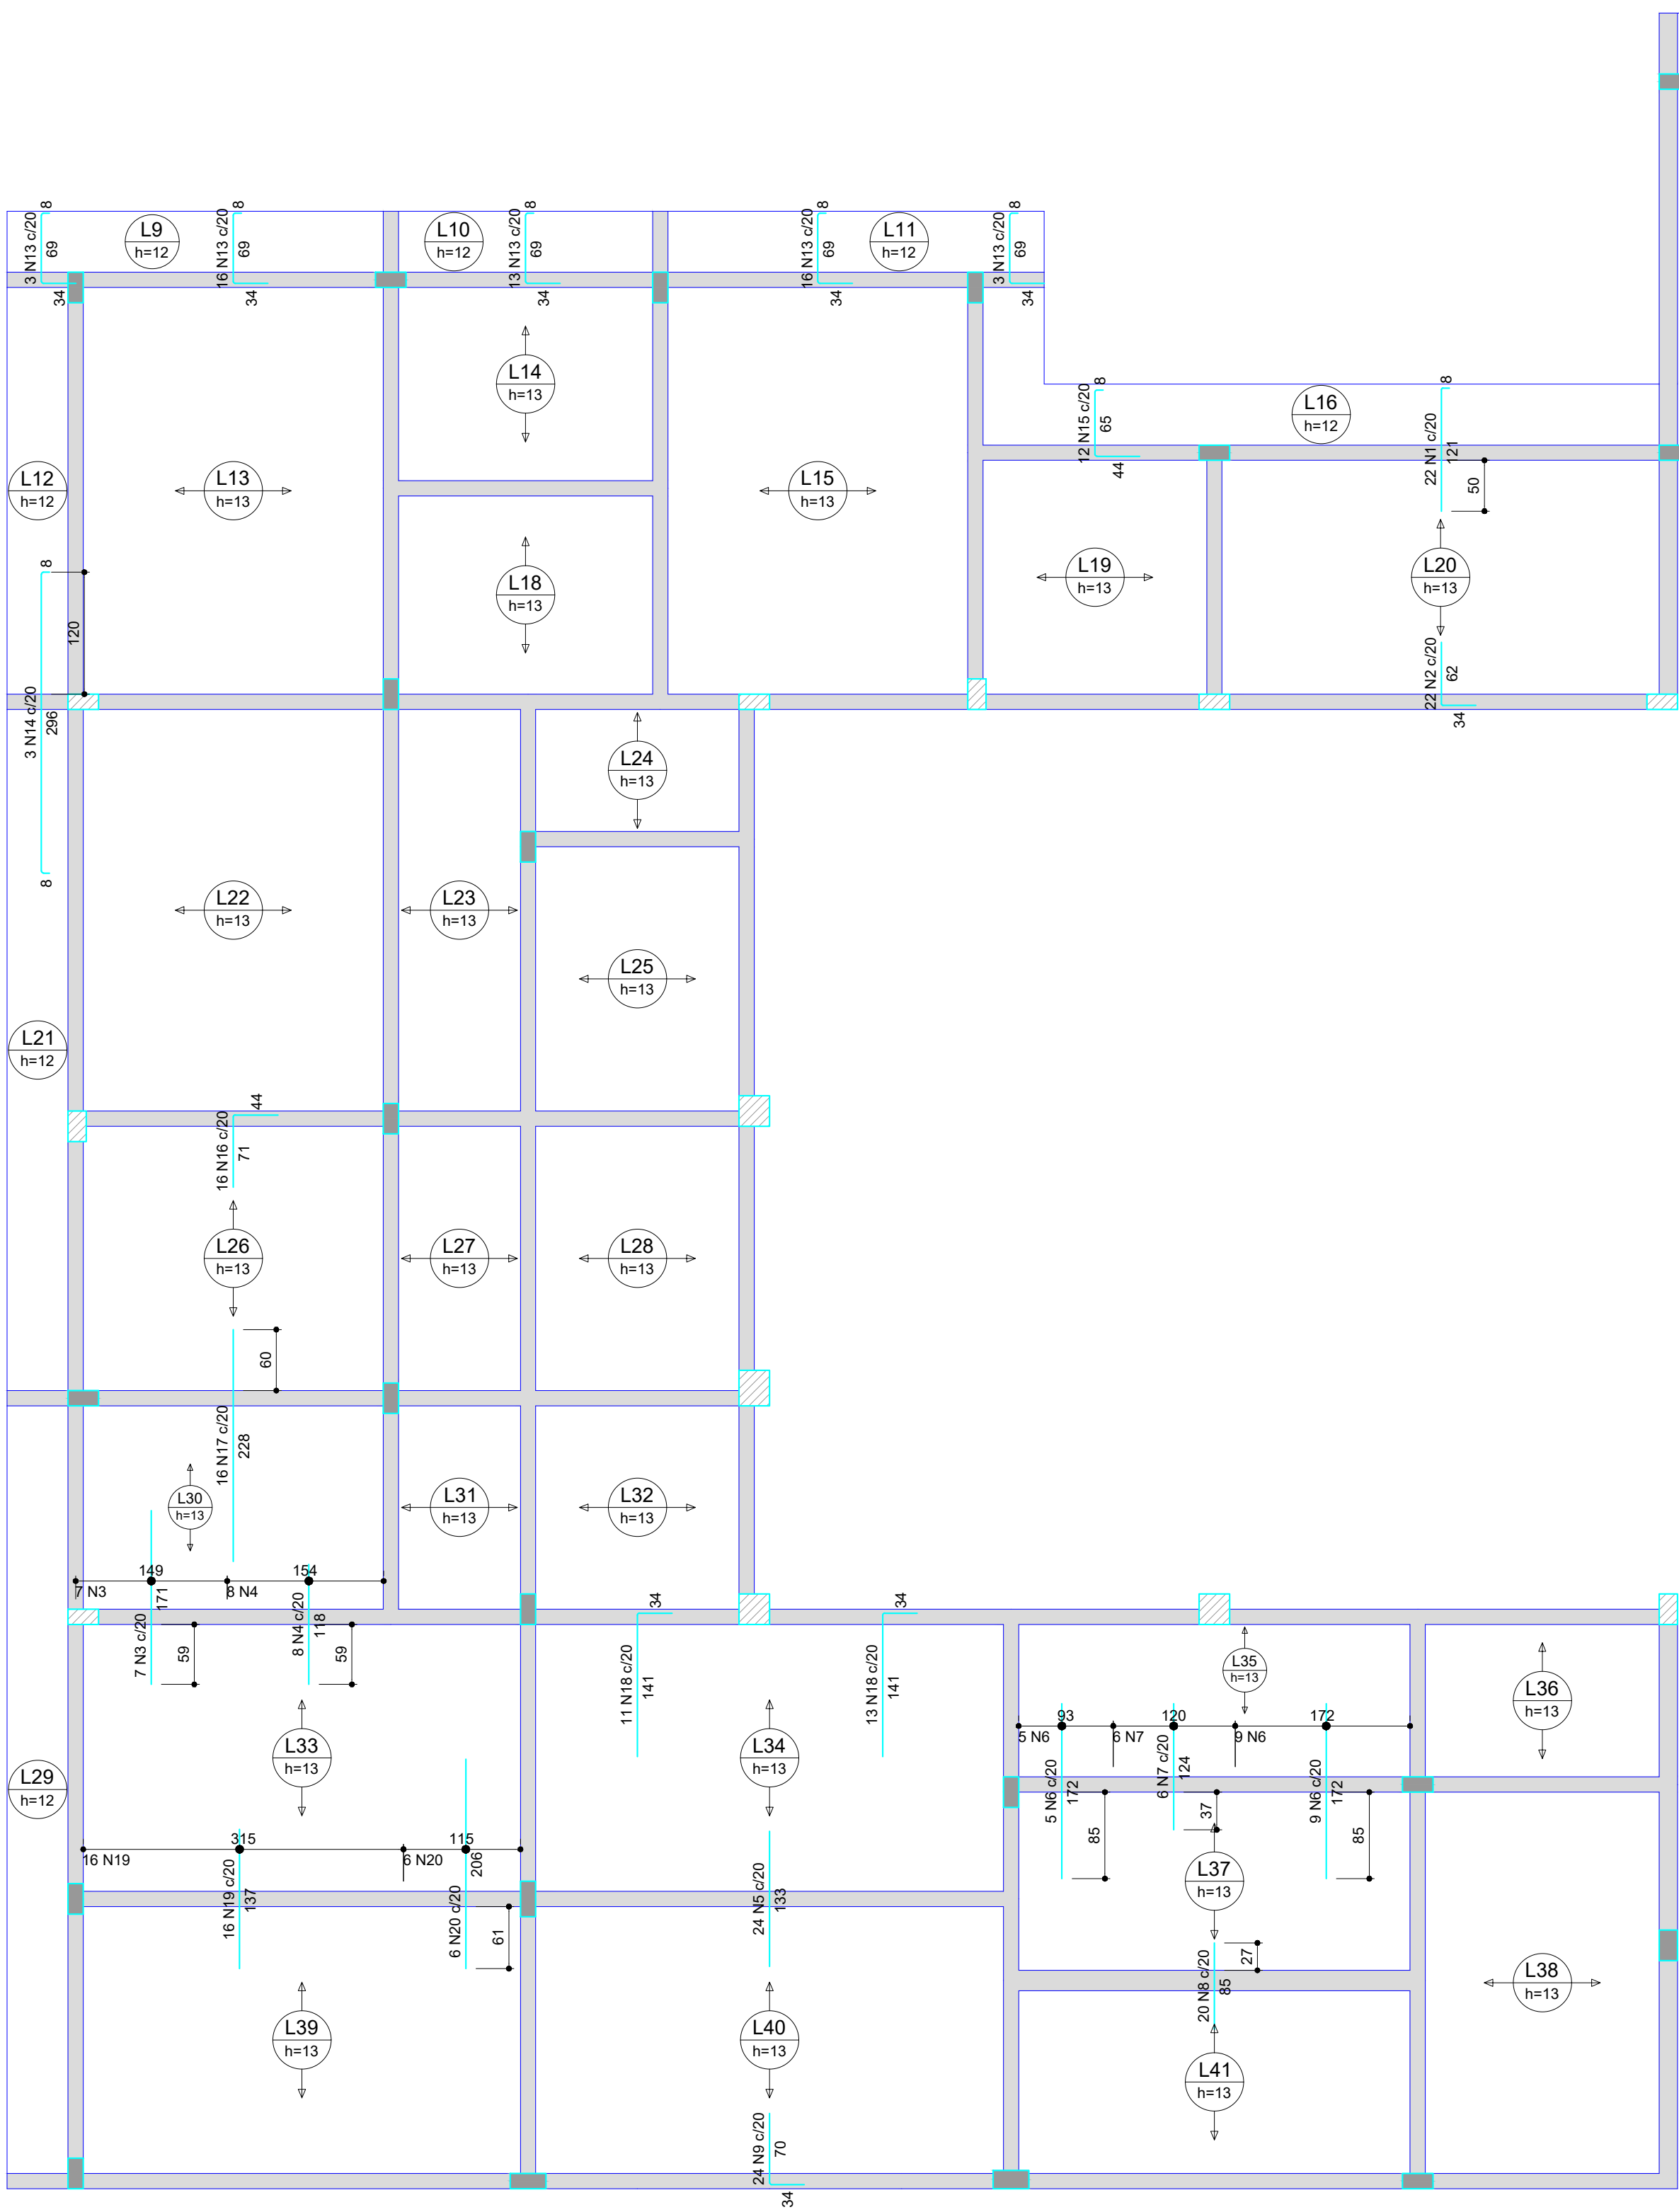 8
3 N13 c/20
69
34
L9
h=12
8
16 N13 c/20
69
34
L10
h=12
8
13 N13 c/20
69
34
8
16 N13 c/20
69
34
L11
h=12
8
3 N13 c/20
69
34
L14
h=13
8
12 N15 c/20
65
44
L16
h=12
8
22 N1 c/20
121
50
L12
h=12
L13
h=13
L15
h=13
L18
h=13
L19
h=13
L20
h=13
8
120
3 N14 c/20
296
8
22 N2 c/20
62
34
L24
h=13
L22
h=13
L23
h=13
L25
h=13
L21
h=12
44
16 N16 c/20
71
L26
h=13
L27
h=13
L28
h=13
60
16 N17 c/20
228
L30
h=13
L31
h=13
L32
h=13
149
154
7 N3
8 N4
171
7 N3 c/20
59
8 N4 c/20
118
59
34
11 N18 c/20
141
34
13 N18 c/20
141
L35
h=13
L36
h=13
93
120
172
5 N6
6 N7
9 N6
5 N6 c/20
172
85
6 N7 c/20
124
37
9 N6 c/20
172
85
L33
h=13
L34
h=13
L29
h=12
315
115
16 N19
6 N20
206
16 N19 c/20
137
6 N20 c/20
61
24 N5 c/20
133
L37
h=13
27
20 N8 c/20
85
L38
h=13
L39
h=13
L40
h=13
L41
h=13
24 N9 c/20
70
34